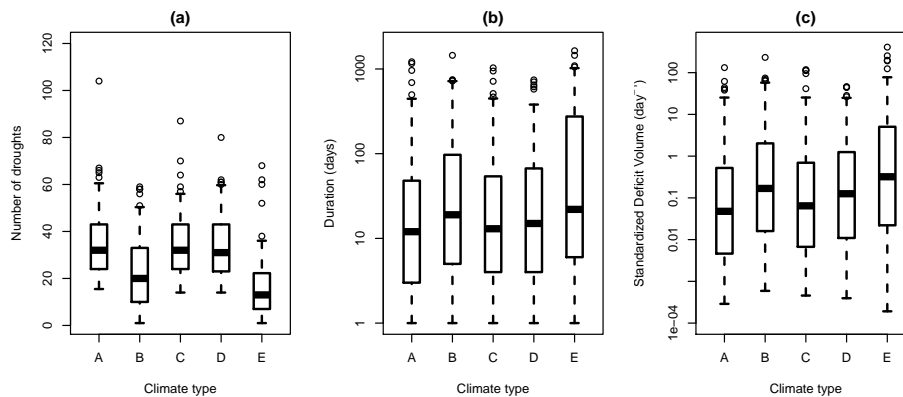 (a)
Number of droughts
120
100
80
60
40
20
0
A B C D E
Climate type
(b)
Duration (days)
1000
100
10
1
A B C D E
Climate type
(c)
Standardized Deficit Volume (day⁻¹)
100
10
1
0.1
0.01
1e−04
A B C D E
Climate type